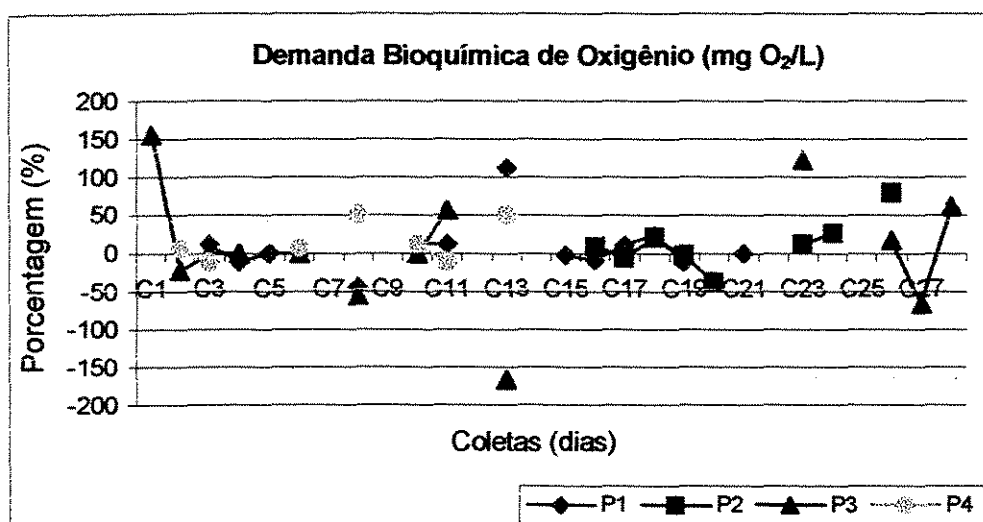 Demanda Bioquímica de Oxigênio (mg O₂/L)
Porcentagem (%)
200
150
100
50
0
-50
-100
-150
-200
C1 C3 C5 C7 C9 C11 C13 C15 C17 C19 C21 C23 C25 C27
Coletas (dias)
P1 P2 P3 P4